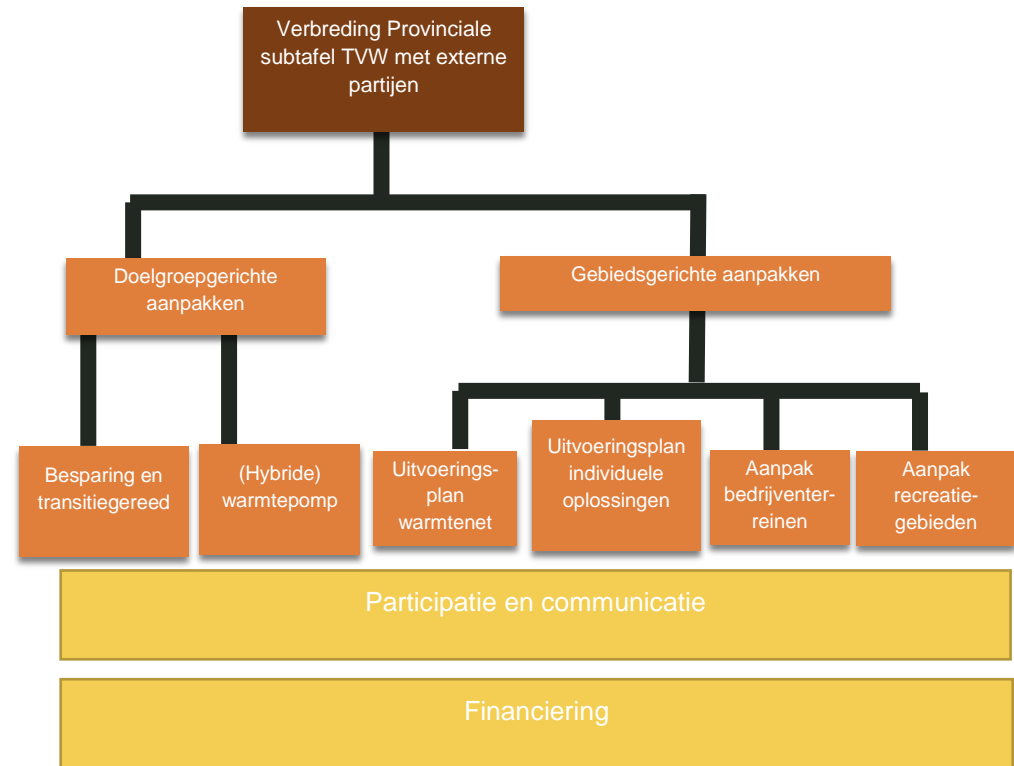 Verbreding Provinciale
subtafel TVW met externe
partijen
Doelgroepgerichte
aanpakken
Gebiedsgerichte aanpakken
Besparing en
transitiegereed
(Hybride)
warmtepomp
Uitvoerings-
plan
warmtenet
Uitvoeringsplan
individuele
oplossingen
Aanpak
bedrijventer-
reinen
Aanpak
recreatie-
gebieden
Participatie en communicatie
Financiering